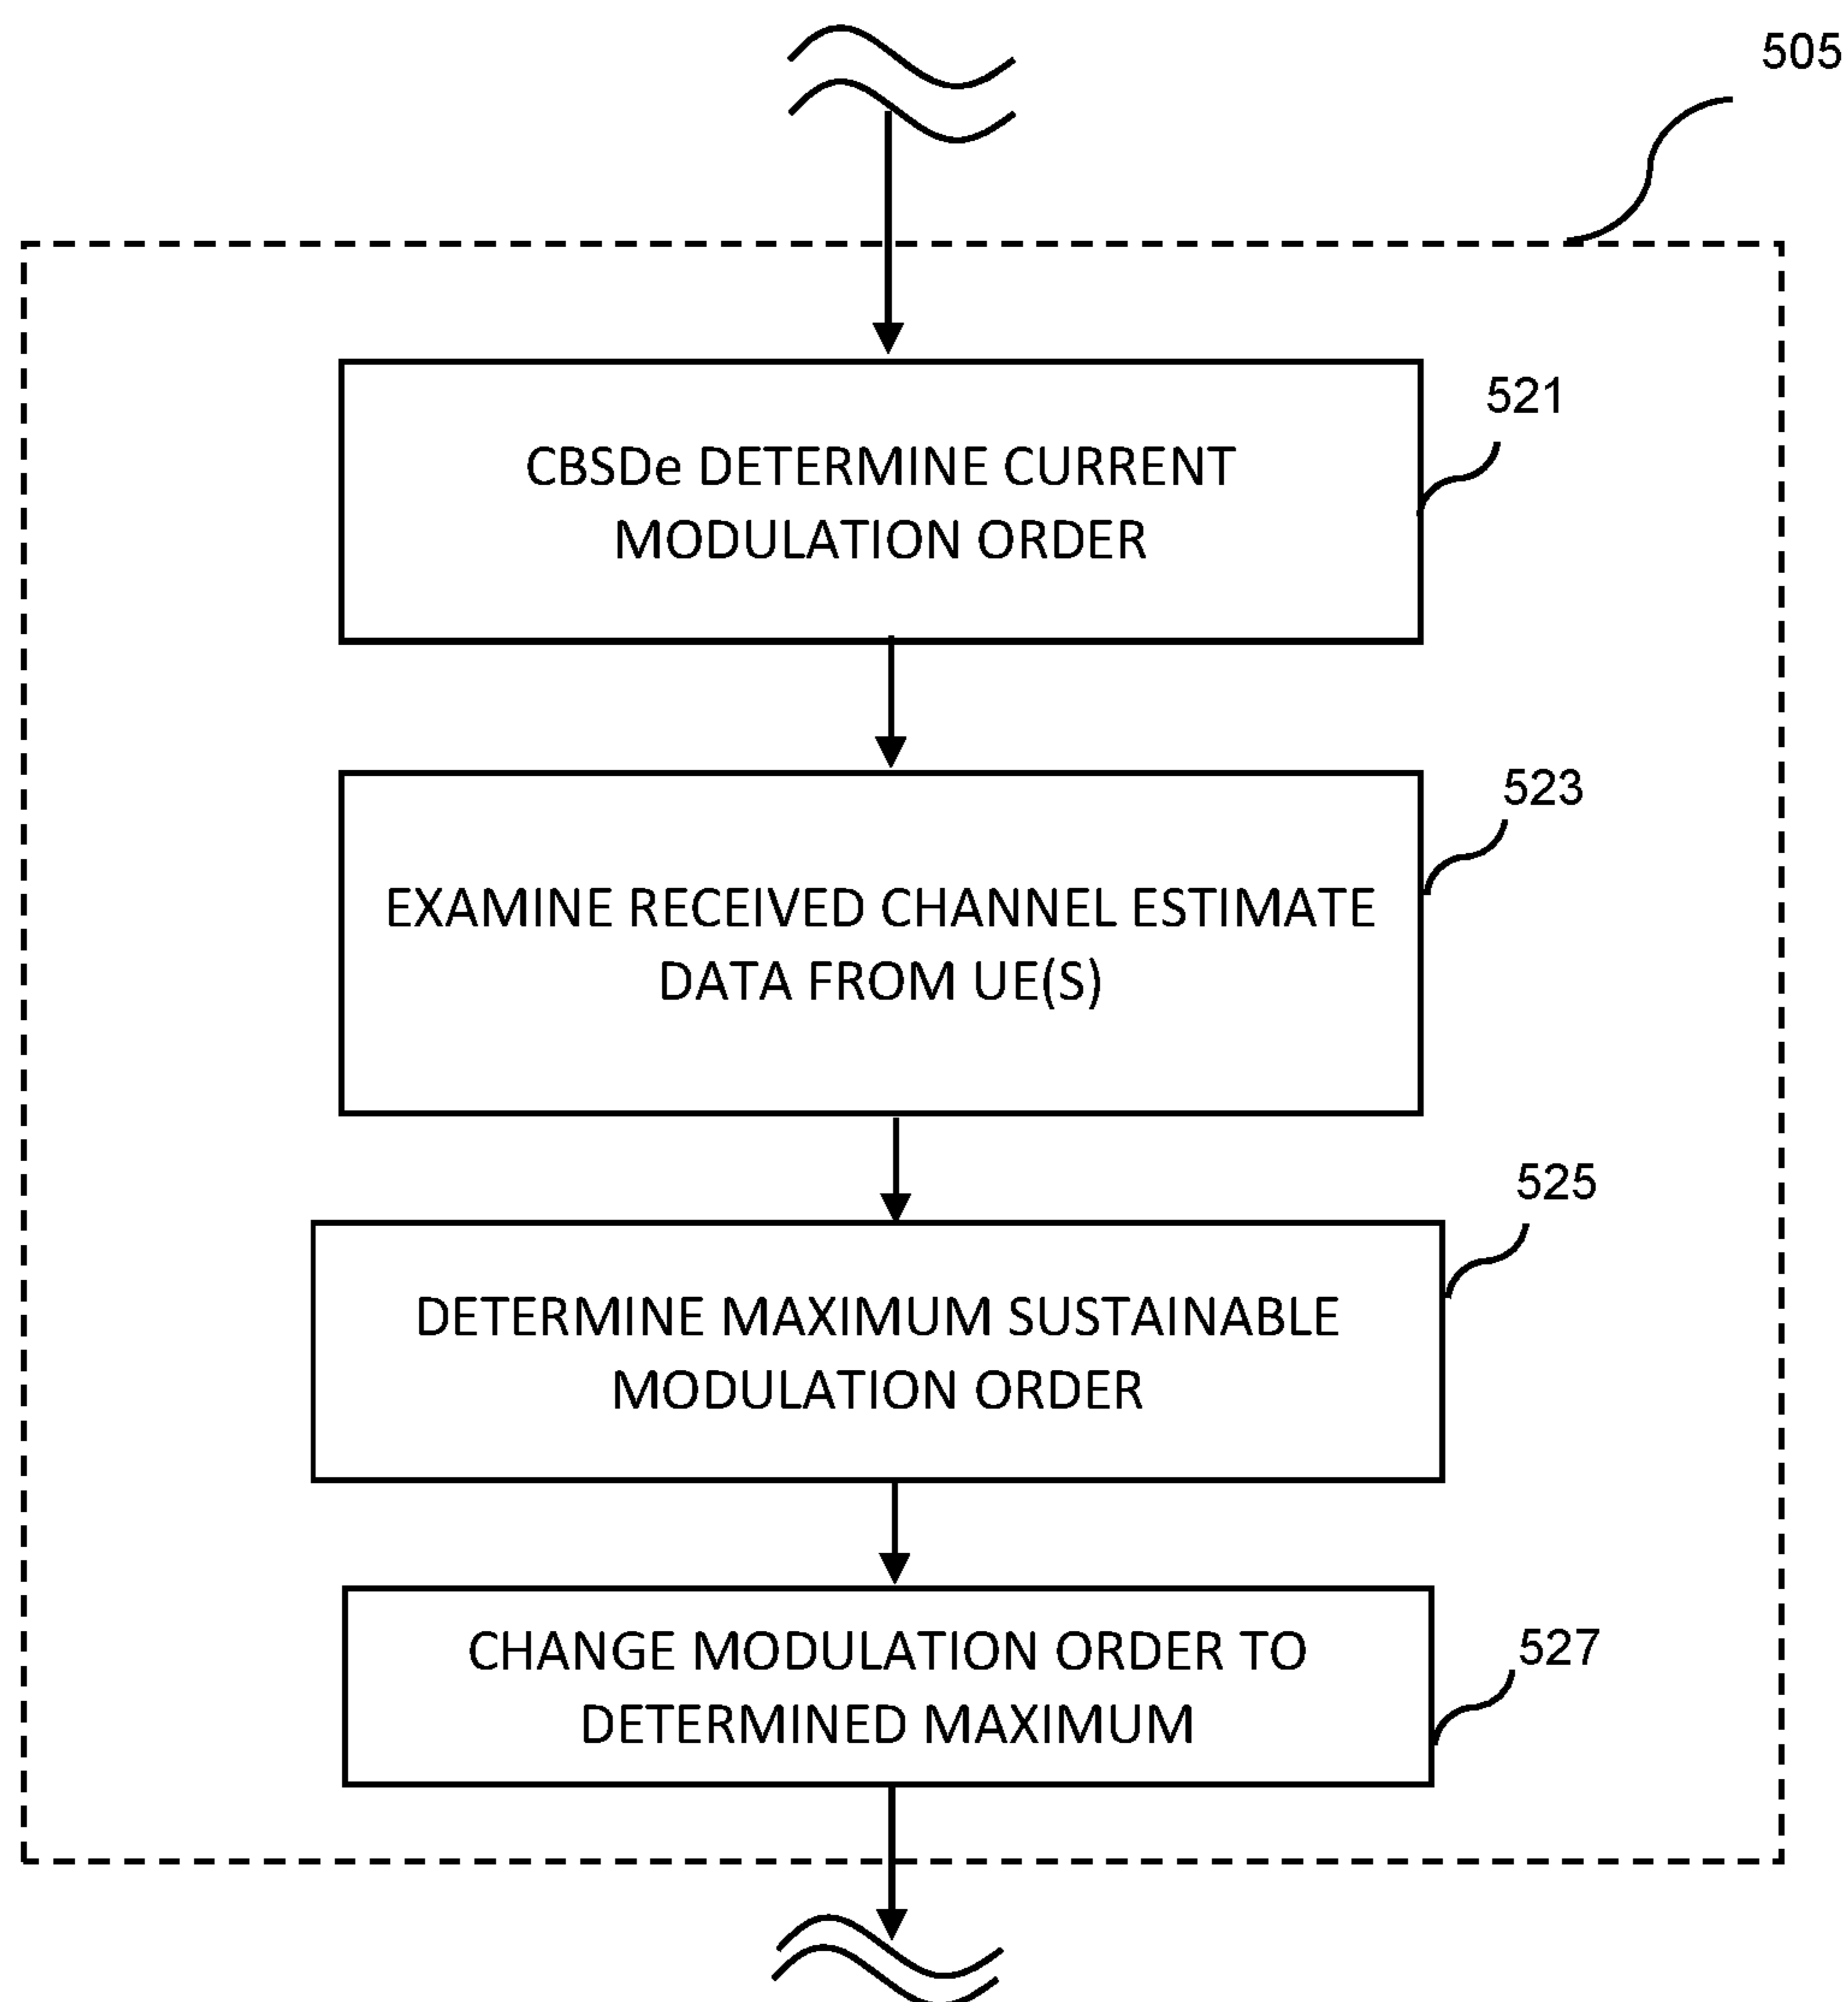 505
521
CBSDe DETERMINE CURRENT
MODULATION ORDER
523
EXAMINE RECEIVED CHANNEL ESTIMATE
DATA FROM UE(S)
525
DETERMINE MAXIMUM SUSTAINABLE
MODULATION ORDER
527
CHANGE MODULATION ORDER TO
DETERMINED MAXIMUM